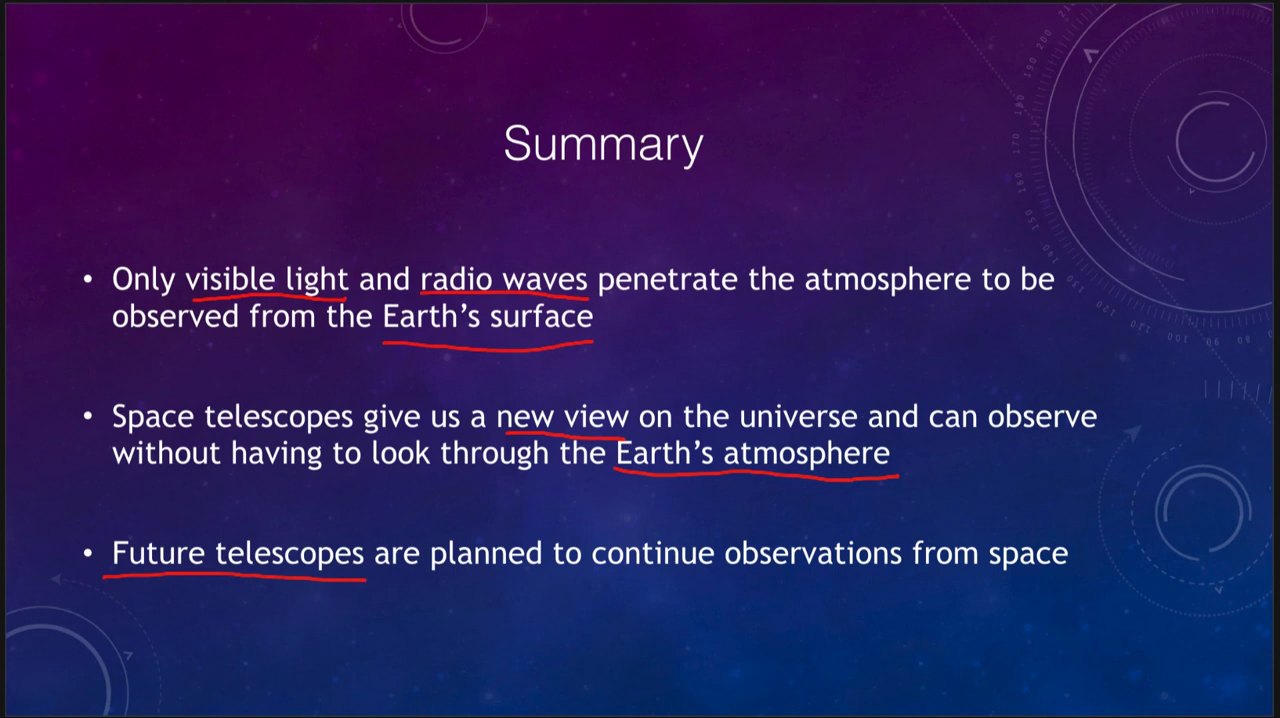 Summary
• Only visible light and radio waves penetrate the atmosphere to be
observed from the Earth's surface
• Space telescopes give us a new view on the universe and can observe
without having to look through the Earth's atmosphere
• Future telescopes are planned to continue observations from space